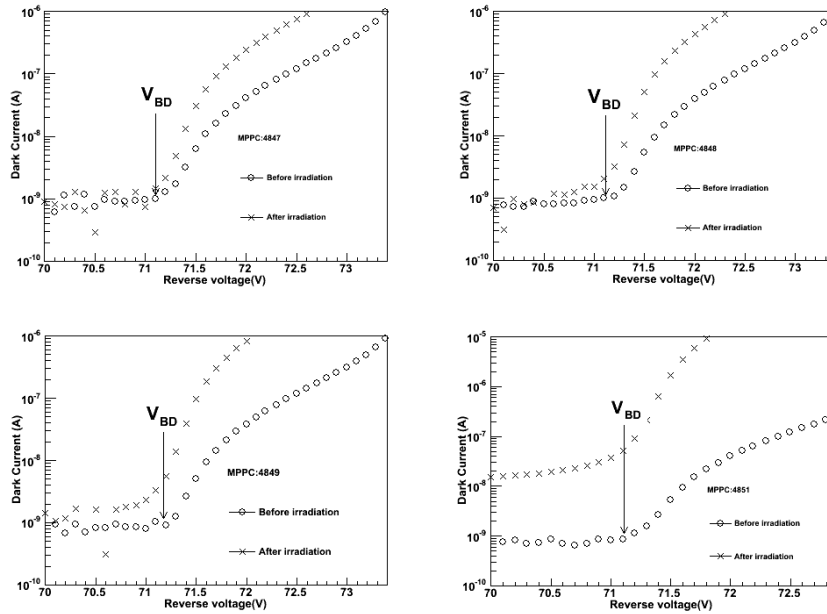 10^-6
10^-7
10^-8
10^-9
10^-10
Dark Current (A)
V_BD
MPPC:4847
Before irradiation
After irradiation
70 70.5 71 71.5 72 72.5 73
Reverse voltage(V)
10^-6
10^-7
10^-8
10^-9
10^-10
Dark Current (A)
V_BD
MPPC:4848
Before irradiation
After irradiation
70 70.5 71 71.5 72 72.5 73
Reverse voltage(V)
10^-6
10^-7
10^-8
10^-9
10^-10
Dark Current (A)
V_BD
MPPC:4849
Before irradiation
After irradiation
70 70.5 71 71.5 72 72.5 73
Reverse voltage(V)
10^-5
10^-6
10^-7
10^-8
10^-9
10^-10
Dark Current (A)
V_BD
MPPC:4851
Before irradiation
After irradiation
70 70.5 71 71.5 72 72.5
Reverse voltage(V)